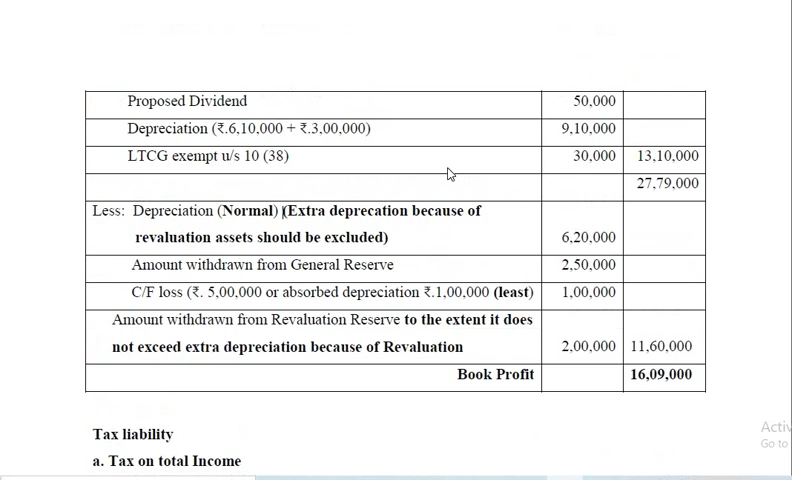 Proposed Dividend 50,000
Depreciation (₹.6,10,000 + ₹.3,00,000) 9,10,000
LTCG exempt u/s 10 (38) 30,000 13,10,000
27,79,000
Less: Depreciation (Normal) (Extra deprecation because of
revaluation assets should be excluded) 6,20,000
Amount withdrawn from General Reserve 2,50,000
C/F loss (₹. 5,00,000 or absorbed depreciation ₹.1,00,000 (least) 1,00,000
Amount withdrawn from Revaluation Reserve to the extent it does
not exceed extra depreciation because of Revaluation 2,00,000 11,60,000
Book Profit 16,09,000
Tax liability
a. Tax on total Income
Go to